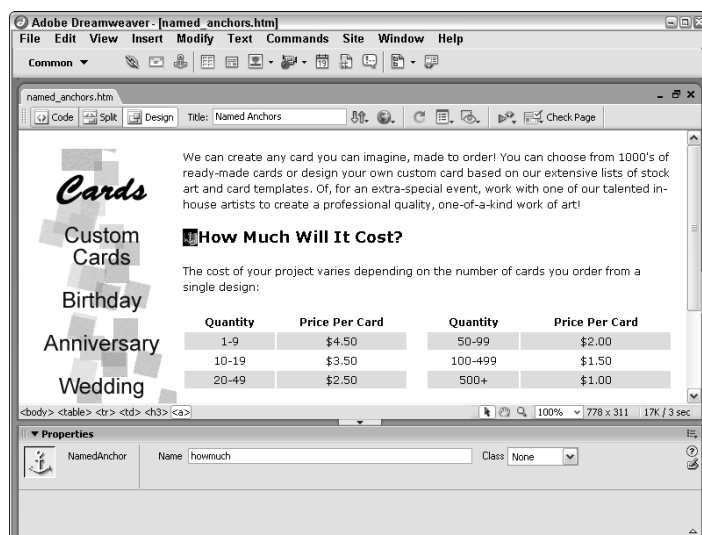 Adobe Dreamweaver - [named_anchors.htm]
File Edit View Insert Modify Text Commands Site Window Help
Common
named_anchors.htm
Code Split Design Title: Named Anchors Check Page
We can create any card you can imagine, made to order! You can choose from 1000's of
ready-made cards or design your own custom card based on our extensive lists of stock
art and card templates. Of, for an extra-special event, work with one of our talented in-
house artists to create a professional quality, one-of-a-kind work of art!
Cards
Custom
Cards
Birthday
Anniversary
Wedding
How Much Will It Cost?
The cost of your project varies depending on the number of cards you order from a
single design:
Quantity Price Per Card Quantity Price Per Card
1-9 $4.50 50-99 $2.00
10-19 $3.50 100-499 $1.50
20-49 $2.50 500+ $1.00
<body> <table> <tr> <td> <h3> <a> 100% 778 x 311 17K / 3 sec
Properties
NamedAnchor Name howmuch Class None